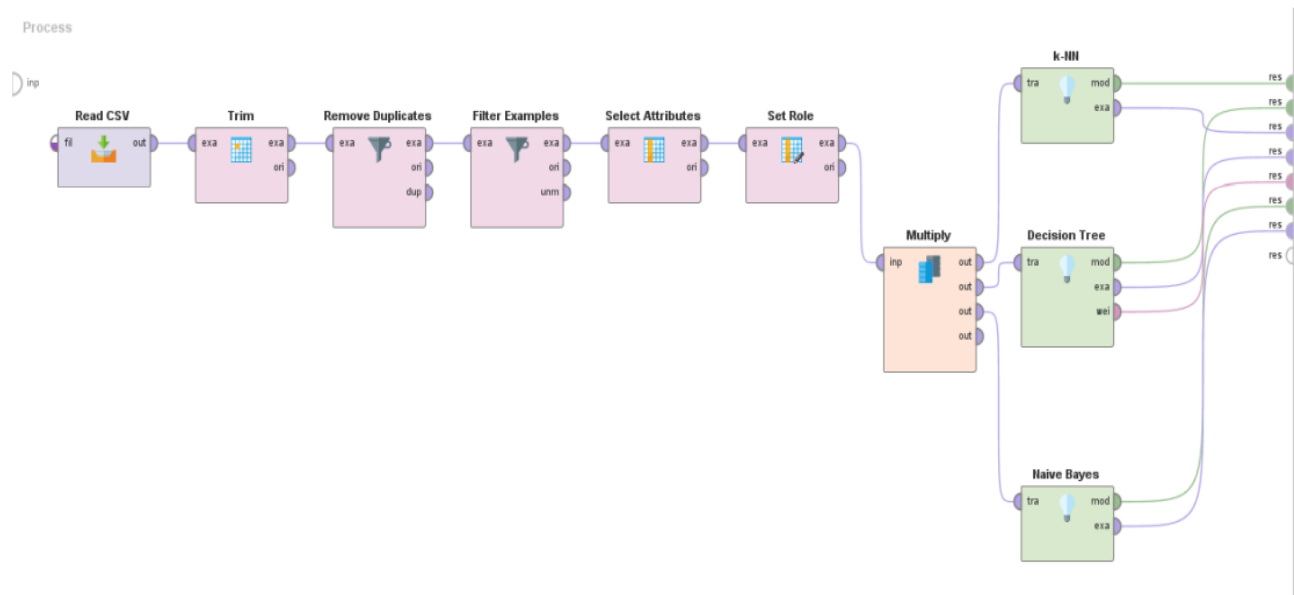 Process
inp
Read CSV
fil out
Trim
exa exa
ori
Remove Duplicates
exa exa
ori
dup
Filter Examples
exa exa
ori
unm
Select Attributes
exa exa
ori
Set Role
exa exa
ori
Multiply
inp out
out
out
out
k-NN
tra mod
exa
Decision Tree
tra mod
exa
wei
Naive Bayes
tra mod
exa
res
res
res
res
res
res
res
res